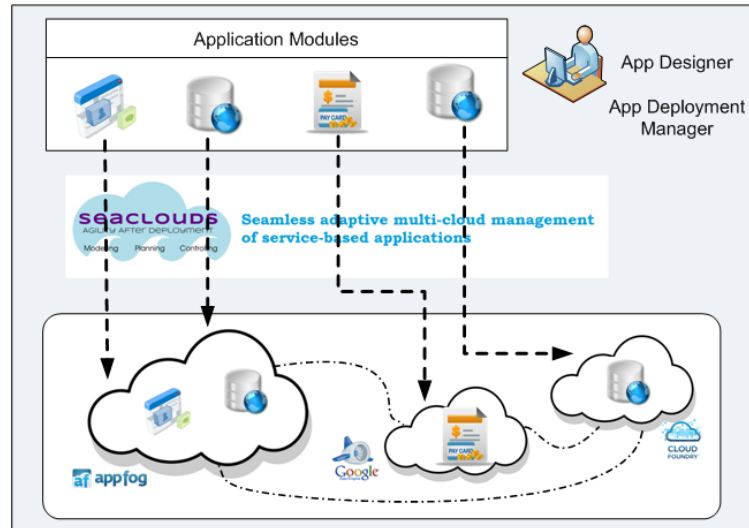 Application Modules
App Designer
App Deployment
Manager
$
PAY CARD
seaclouds
AGILITY AFTER DEPLOYMENT
Modeling Planning Controlling
Seamless adaptive multi-cloud management
of service-based applications
$
PAY CARD
af appfog
Google
CLOUD
FOUNDRY